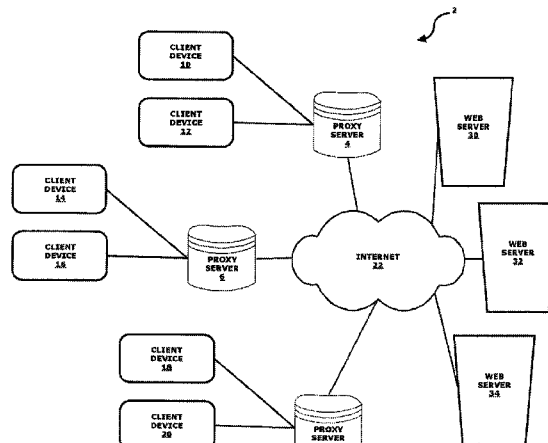 2
CLIENT
DEVICE
10
CLIENT
DEVICE
12
PROXY
SERVER
4
WEB
SERVER
30
CLIENT
DEVICE
14
CLIENT
DEVICE
16
PROXY
SERVER
6
INTERNET
22
WEB
SERVER
32
CLIENT
DEVICE
18
CLIENT
DEVICE
20
PROXY
SERVER
WEB
SERVER
34